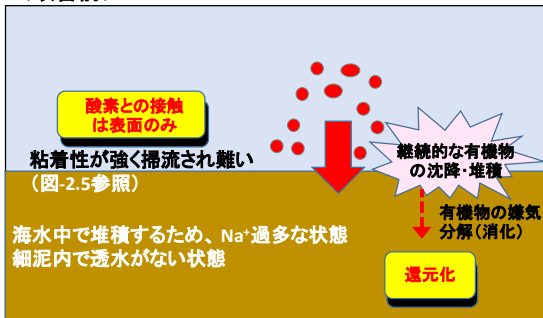 酸素との接触
は表面のみ
粘着性が強く掃流され難い
（図-2.5参照）
継続的な有機物
の沈降・堆積
有機物の嫌気
分解（消化）
海水中で堆積するため、Na⁺過多な状態
細泥内で透水がない状態
還元化